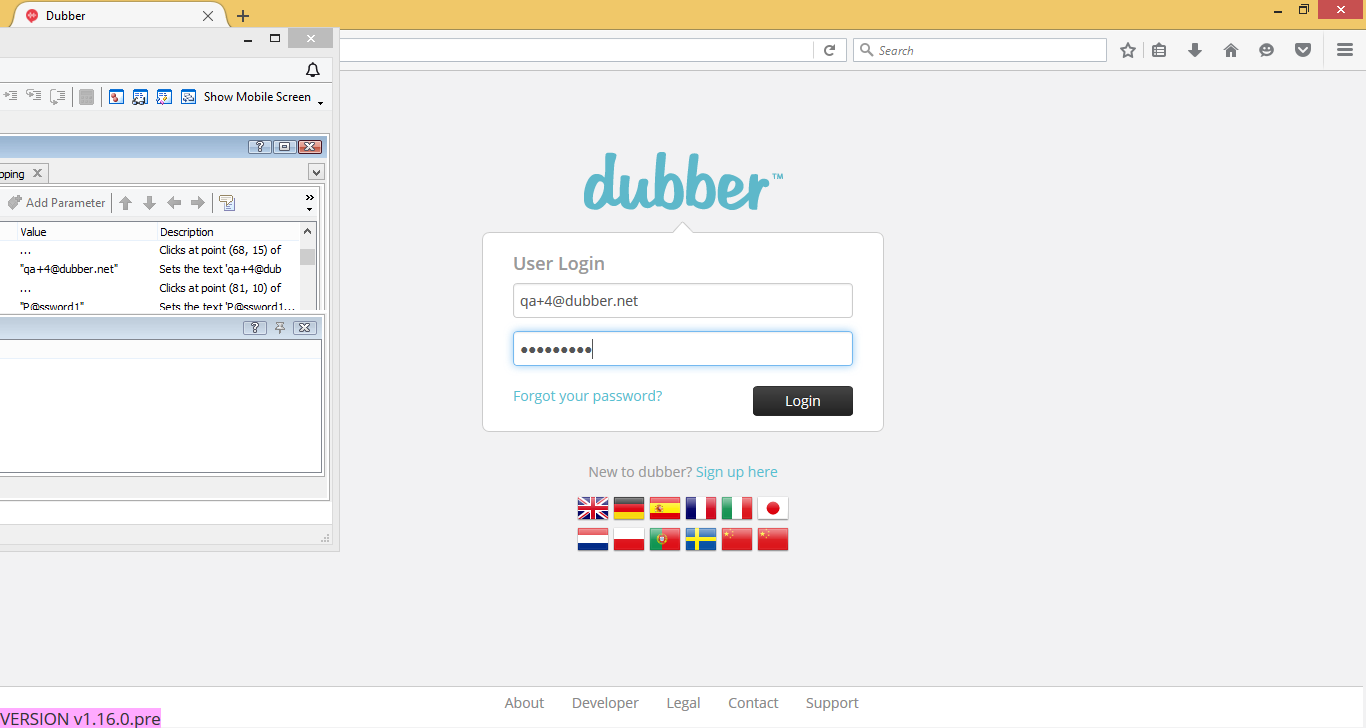 Dubber
Search
Show Mobile Screen
pping
Add Parameter
Value Description
... Clicks at point (68, 15) of
"qa+4@dubber.net" Sets the text 'qa+4@dub
... Clicks at point (81, 10) of
"P@ssword1" Sets the text 'P@ssword1...
dubber™
User Login
qa+4@dubber.net
•••••••••
Forgot your password?
Login
New to dubber? Sign up here
About Developer Legal Contact Support
VERSION v1.16.0.pre